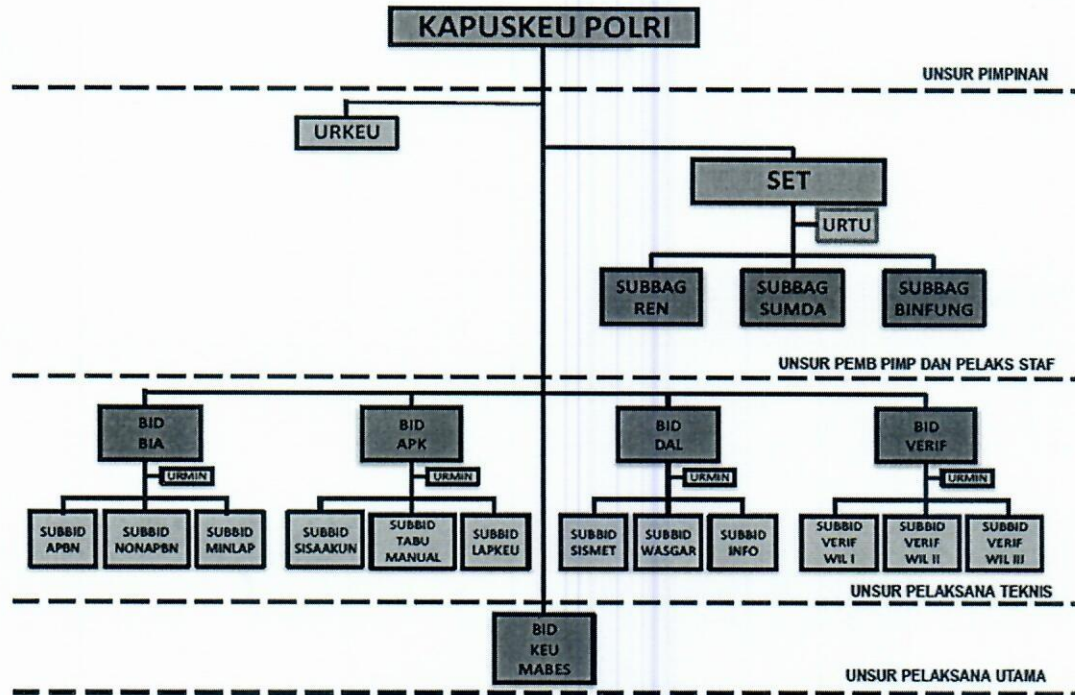 KAPUSKEU POLRI
UNSUR PIMPINAN
URKEU
SET
URTU
SUBBAG
REN
SUBBAG
SUMDA
SUBBAG
BINFUNG
UNSUR PEMB PIMP DAN PELAKS STAF
BID
BIA
BID
APK
BID
DAL
BID
VERIF
URMIN
URMIN
URMIN
URMIN
SUBBID
APBN
SUBBID
NONAPBN
SUBBID
MINLAP
SUBBID
SISAAKUN
SUBBID
TABU
MANUAL
SUBBID
LAPKEU
SUBBID
SISMET
SUBBID
WASGAR
SUBBID
INFO
SUBBID
VERIF
WIL I
SUBBID
VERIF
WIL II
SUBBID
VERIF
WIL III
UNSUR PELAKSANA TEKNIS
BID
KEU
MABES
UNSUR PELAKSANA UTAMA